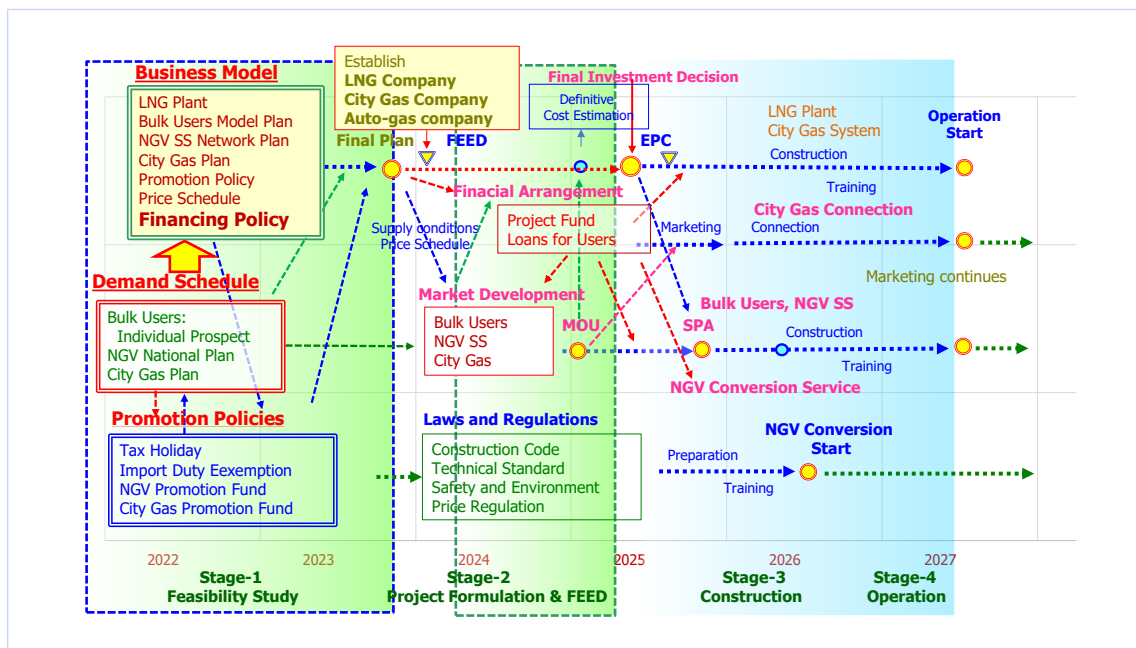 Business Model
LNG Plant
Bulk Users Model Plan
NGV SS Network Plan
City Gas Plan
Promotion Policy
Price Schedule
Financing Policy
Demand Schedule
Bulk Users:
Individual Prospect
NGV National Plan
City Gas Plan
Promotion Policies
Tax Holiday
Import Duty Eexemption
NGV Promotion Fund
City Gas Promotion Fund
Establish
LNG Company
City Gas Company
Auto-gas company
Final Plan
FEED
Final Investment Decision
Definitive
Cost Estimation
EPC
LNG Plant
City Gas System
Operation
Start
Construction
Training
Finacial Arrangement
Project Fund
Loans for Users
Supply conditions
Price Schedule
Marketing
City Gas Connection
Connection
Marketing continues
Market Development
Bulk Users
NGV SS
City Gas
MOU
SPA
Bulk Users, NGV SS
Construction
Training
NGV Conversion Service
Laws and Regulations
Construction Code
Technical Standard
Safety and Environment
Price Regulation
NGV Conversion
Start
Preparation
Training
2022
2023
2024
2025
2026
2027
Stage-1
Feasibility Study
Stage-2
Project Formulation & FEED
Stage-3
Construction
Stage-4
Operation